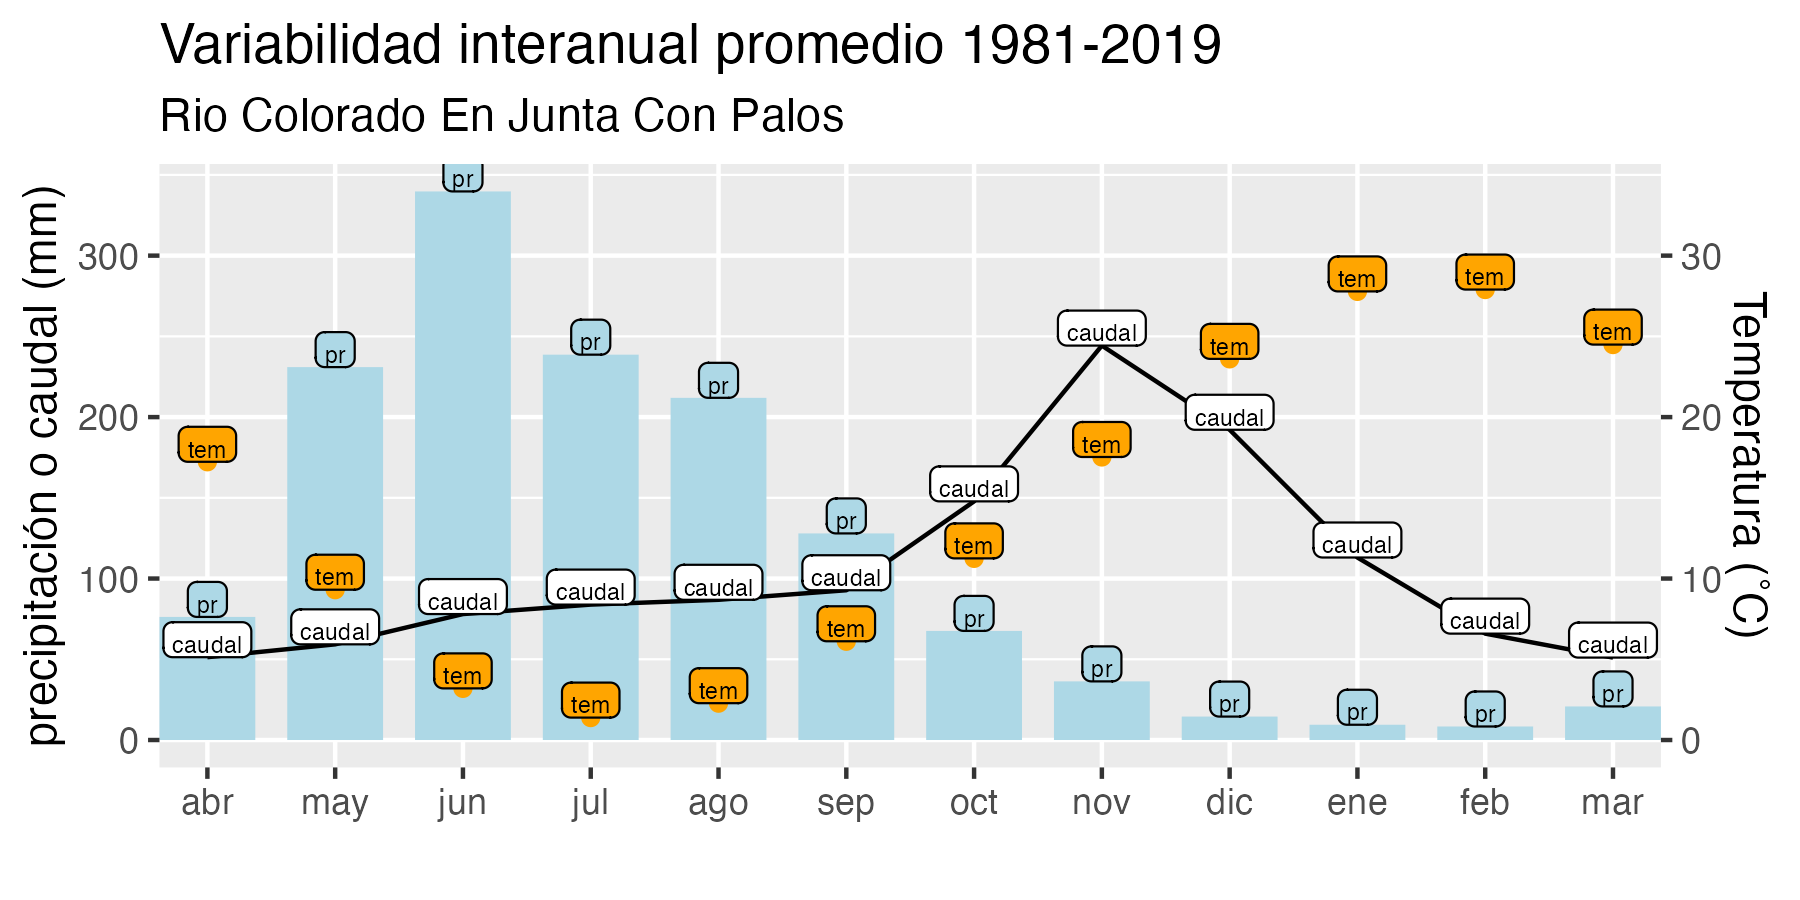 Variabilidad interanual promedio 1981-2019
Rio Colorado En Junta Con Palos
precipitación o caudal (mm)
300
200
100
0
30
20
10
0
Temperatura (°C)
pr
pr
pr
pr
pr
pr
pr
pr
pr
pr
pr
pr
tem
tem
tem
tem
tem
tem
tem
tem
tem
tem
tem
tem
caudal
caudal
caudal
caudal
caudal
caudal
caudal
caudal
caudal
caudal
caudal
caudal
abr may jun jul ago sep oct nov dic ene feb mar